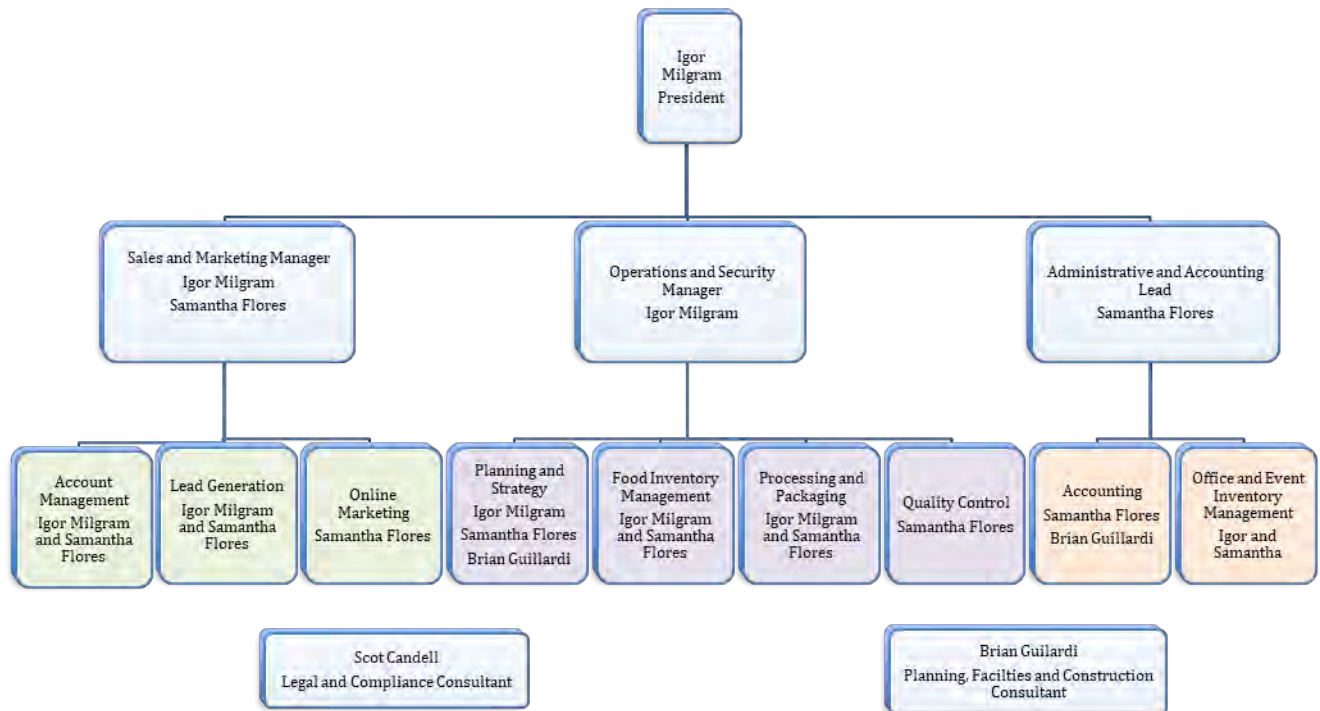 Igor
Milgram
President
Sales and Marketing Manager
Igor Milgram
Samantha Flores
Operations and Security
Manager
Igor Milgram
Administrative and Accounting
Lead
Samantha Flores
Account
Management
Igor Milgram
and Samantha
Flores
Lead Generation
Igor Milgram
and Samantha
Flores
Online
Marketing
Samantha Flores
Planning and
Strategy
Igor Milgram
Samantha Flores
Brian Guillardi
Food Inventory
Management
Igor Milgram
and Samantha
Flores
Processing and
Packaging
Igor Milgram
and Samantha
Flores
Quality Control
Samantha Flores
Accounting
Samantha Flores
Brian Guillardi
Office and Event
Inventory
Management
Igor and
Samantha
Scot Candell
Legal and Compliance Consultant
Brian Guilardi
Planning, Facilties and Construction
Consultant